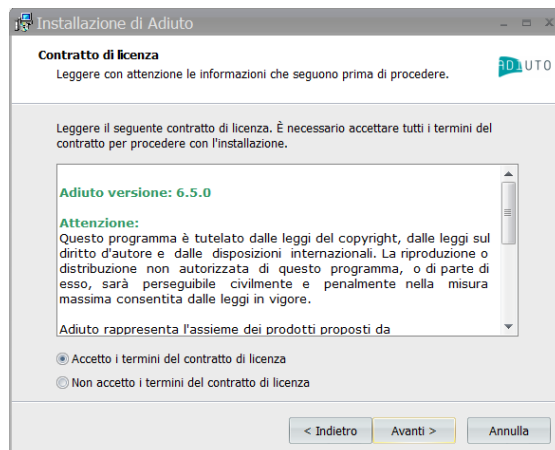 Installazione di Adiuto
Contratto di licenza
Leggere con attenzione le informazioni che seguono prima di procedere.
ADIUTO
Leggere il seguente contratto di licenza. È necessario accettare tutti i termini del
contratto per procedere con l'installazione.
Adiuto versione: 6.5.0
Attenzione:
Questo programma è tutelato dalle leggi del copyright, dalle leggi sul
diritto d'autore e dalle disposizioni internazionali. La riproduzione o
distribuzione non autorizzata di questo programma, o di parte di
esso, sarà perseguibile civilmente e penalmente nella misura
massima consentita dalle leggi in vigore.
Adiuto rappresenta l'assieme dei prodotti proposti da
Accetto i termini del contratto di licenza
Non accetto i termini del contratto di licenza
< Indietro Avanti > Annulla